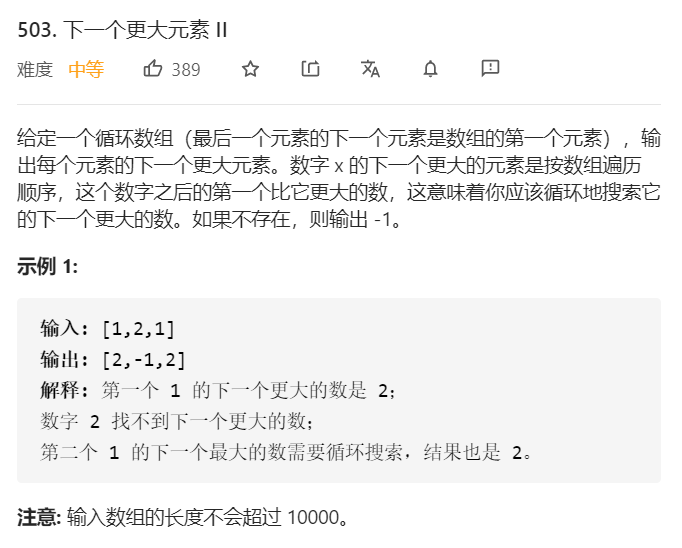 503. 下一个更大元素 II
难度 中等 389
给定一个循环数组（最后一个元素的下一个元素是数组的第一个元素），输
出每个元素的下一个更大元素。数字 x 的下一个更大的元素是按数组遍历
顺序，这个数字之后的第一个比它更大的数，这意味着你应该循环地搜索它
的下一个更大的数。如果不存在，则输出 -1。
示例 1:
输入: [1,2,1]
输出: [2,-1,2]
解释: 第一个 1 的下一个更大的数是 2；
数字 2 找不到下一个更大的数；
第二个 1 的下一个最大的数需要循环搜索，结果也是 2。
注意: 输入数组的长度不会超过 10000。